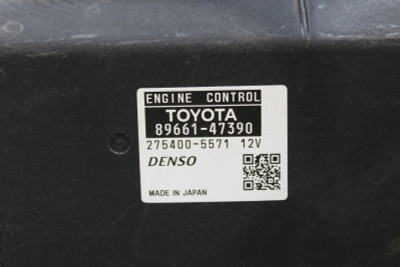 ENGINE CONTROL
TOYOTA
89661-47390
275400-5571 12V
DENSO
MADE IN JAPAN